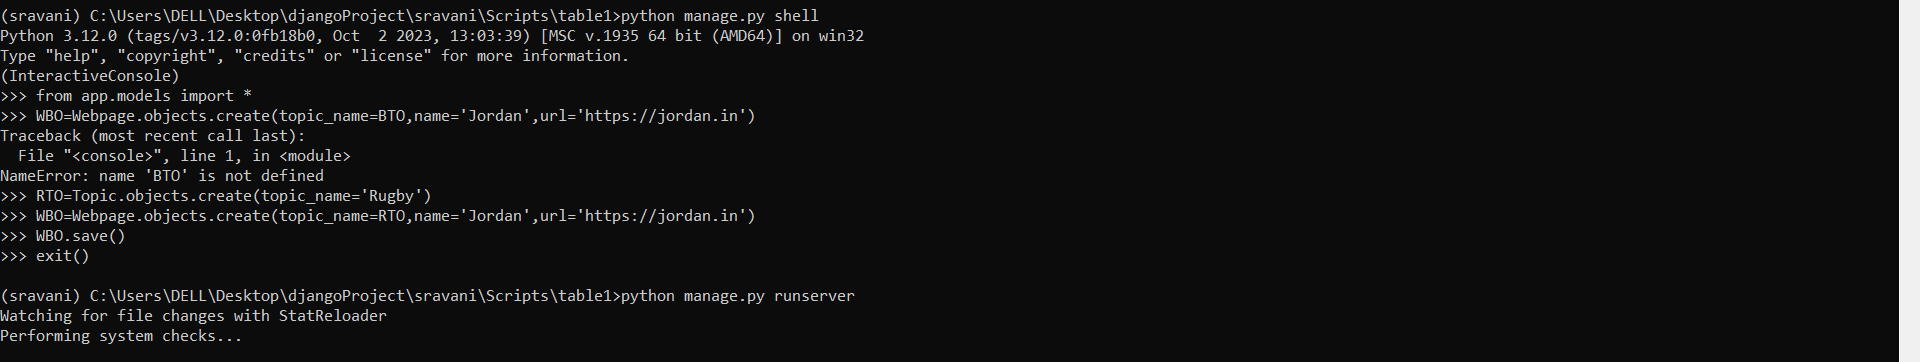 (sravani) C:\Users\DELL\Desktop\djangoProject\sravani\Scripts\table1>python manage.py shell
Python 3.12.0 (tags/v3.12.0:0fb18b0, Oct  2 2023, 13:03:39) [MSC v.1935 64 bit (AMD64)] on win32
Type "help", "copyright", "credits" or "license" for more information.
(InteractiveConsole)
>>> from app.models import *
>>> WBO=Webpage.objects.create(topic_name=BTO,name='Jordan',url='https://jordan.in')
Traceback (most recent call last):
  File "<console>", line 1, in <module>
NameError: name 'BTO' is not defined
>>> RTO=Topic.objects.create(topic_name='Rugby')
>>> WBO=Webpage.objects.create(topic_name=RTO,name='Jordan',url='https://jordan.in')
>>> WBO.save()
>>> exit()
(sravani) C:\Users\DELL\Desktop\djangoProject\sravani\Scripts\table1>python manage.py runserver
Watching for file changes with StatReloader
Performing system checks...